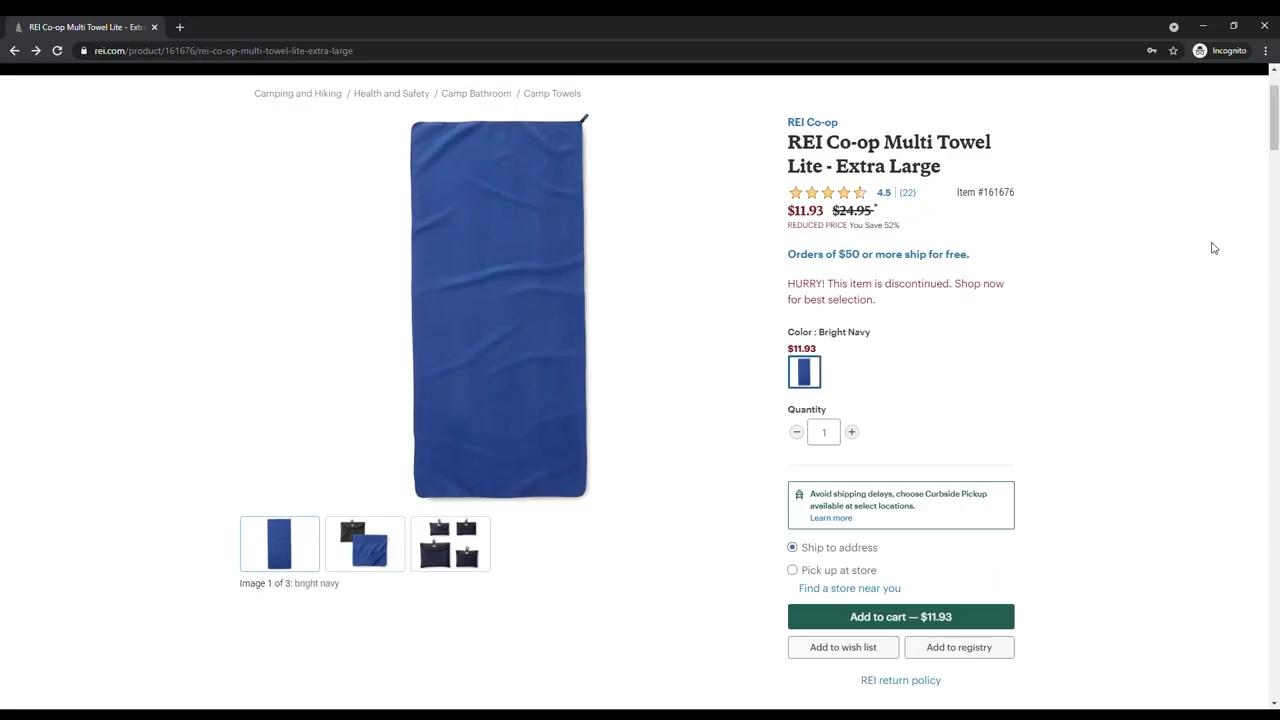 REI Co-op Multi Towel Lite - Extra
rei.com/product/161676/rei-co-op-multi-towel-lite-extra-large
Incognito
Camping and Hiking / Health and Safety / Camp Bathroom / Camp Towels
REI Co-op
REI Co-op Multi Towel
Lite - Extra Large
4.5 (22)
Item #161676
$11.93 $24.95*
REDUCED PRICE You Save 52%
Orders of $50 or more ship for free.
HURRY! This item is discontinued. Shop now
for best selection.
Color : Bright Navy
$11.93
Quantity
1
Avoid shipping delays, choose Curbside Pickup
available at select locations.
Learn more
Image 1 of 3: bright navy
Ship to address
Pick up at store
Find a store near you
Add to cart — $11.93
Add to wish list
Add to registry
REI return policy